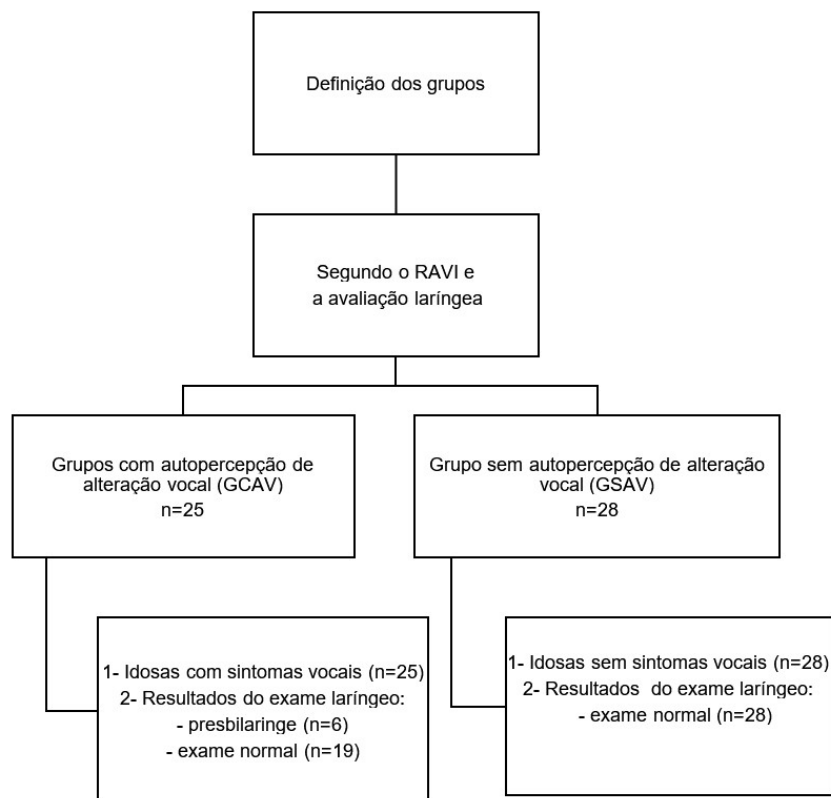 Definição dos grupos
Segundo o RAVI e
a avaliação laríngea
Grupos com autopercepção de
alteração vocal (GCAV)
n=25
Grupo sem autopercepção de alteração
vocal (GSAV)
n=28
1- Idosas com sintomas vocais (n=25)
2- Resultados do exame laríngeo:
- presbilaringe (n=6)
- exame normal (n=19)
1- Idosas sem sintomas vocais (n=28)
2- Resultados do exame laríngeo:
- exame normal (n=28)